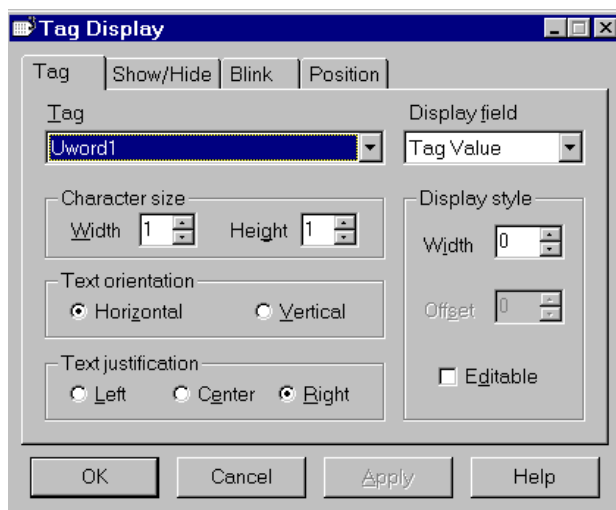 Tag Display
Tag Show/Hide Blink Position
Tag Display field
Uword1 Tag Value
Character size Display style
Width 1 Height 1 Width 0
Text orientation
Horizontal Vertical Offset 0
Text justification
Left Center Right Editable
OK Cancel Apply Help